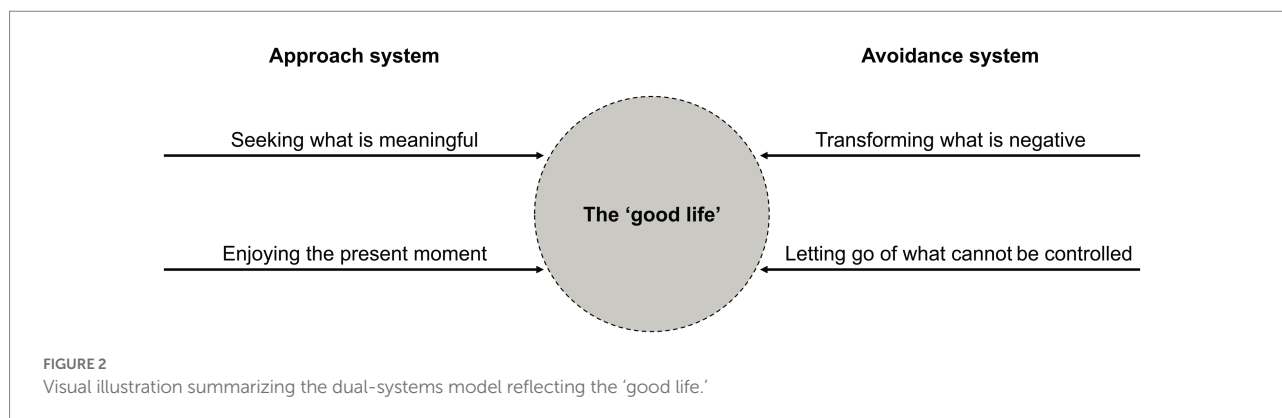 Approach system
Avoidance system
Seeking what is meaningful
Transforming what is negative
The ‘good life’
Enjoying the present moment
Letting go of what cannot be controlled
FIGURE 2
Visual illustration summarizing the dual-systems model reflecting the ‘good life.’